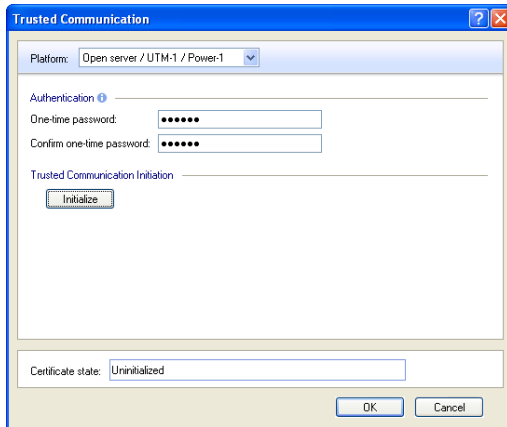 Trusted Communication
Platform: Open server / UTM-1 / Power-1
Authentication
One-time password: ••••••
Confirm one-time password: ••••••
Trusted Communication Initiation
Initialize
Certificate state: Uninitialized
OK Cancel